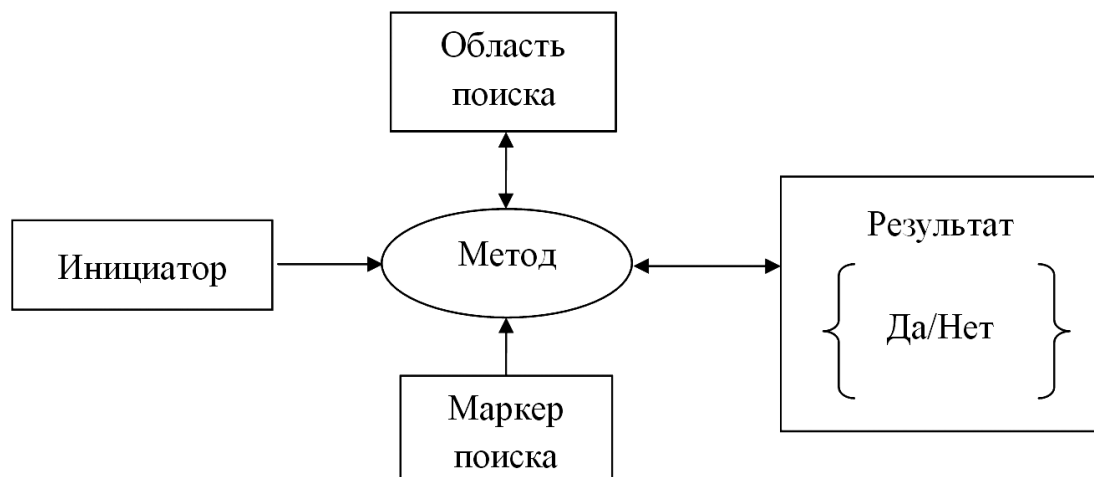 Область
поиска
Инициатор
Метод
Результат
Да/Нет
Маркер
поиска